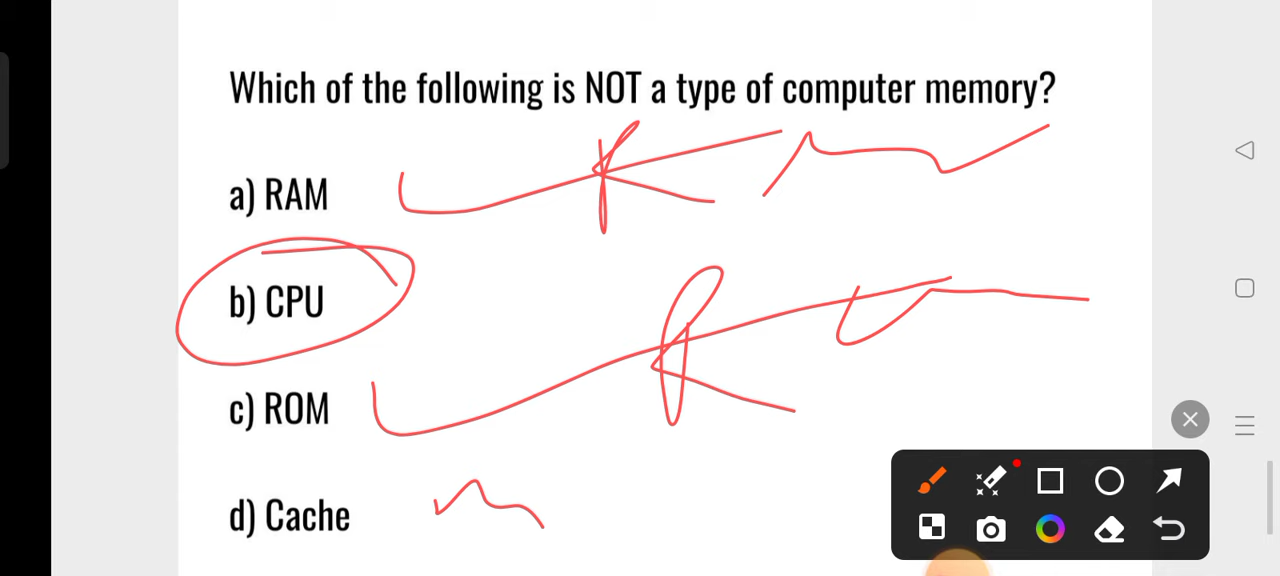 Which of the following is NOT a type of computer memory?
a) RAM
b) CPU
c) ROM
d) Cache